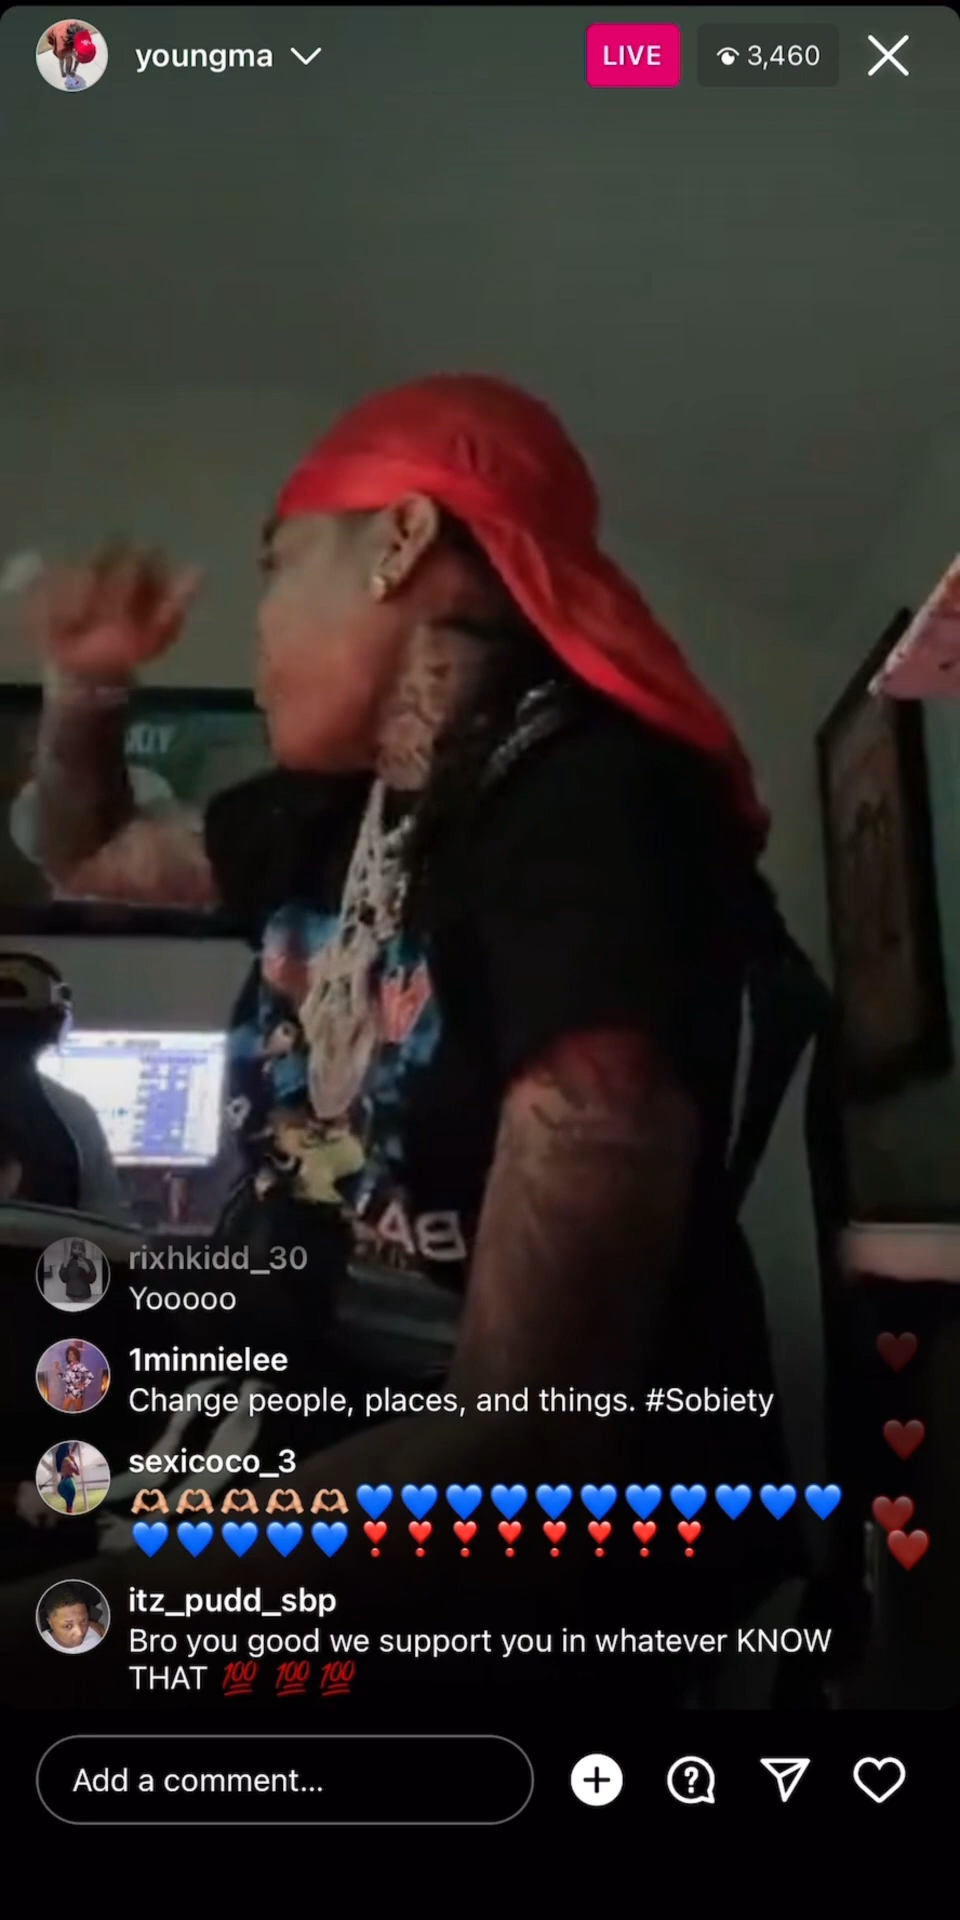 youngma
LIVE
3,460
rixhkidd_30
Yooooo
1minnielee
Change people, places, and things. #Sobiety
sexicoco_3
🫶🏽🫶🏽🫶🏽🫶🏽🫶🏽💙💙💙💙💙💙💙💙💙💙💙
💙💙💙💙💙❣️❣️❣️❣️❣️❣️❣️❣️
itz_pudd_sbp
Bro you good we support you in whatever KNOW
THAT 💯 💯 💯
Add a comment...